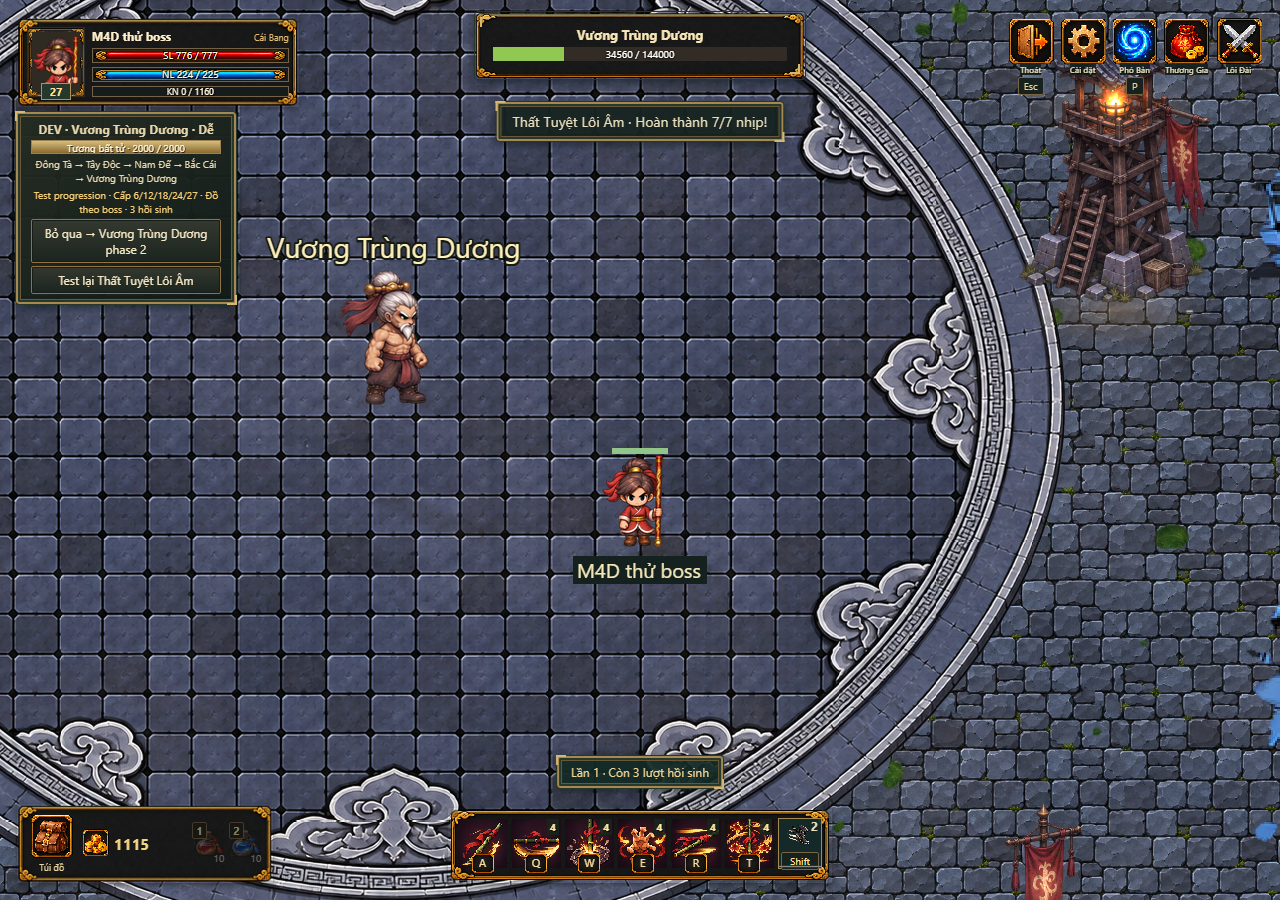 M4D thử boss
Cái Bang
SL 776 / 777
NL 224 / 225
27
KN 0 / 1160
Vương Trùng Dương
34560 / 144000
Thất Tuyệt Lôi Âm · Hoàn thành 7/7 nhịp!
Thoát
Cài đặt
Phó Bản
Thương Gia
Lôi Đài
Esc
P
DEV · Vương Trùng Dương · Dễ
Tương bất tử · 2000 / 2000
Đông Tà → Tây Độc → Nam Đế → Bắc Cái
→ Vương Trùng Dương
Test progression · Cấp 6/12/18/24/27 · Đồ
theo boss · 3 hồi sinh
Bỏ qua → Vương Trùng Dương
phase 2
Test lại Thất Tuyệt Lôi Âm
Vương Trùng Dương
M4D thử boss
Lần 1 · Còn 3 lượt hồi sinh
Túi đồ
1115
1
10
2
10
A
4
Q
4
W
4
E
4
R
4
T
2
Shift